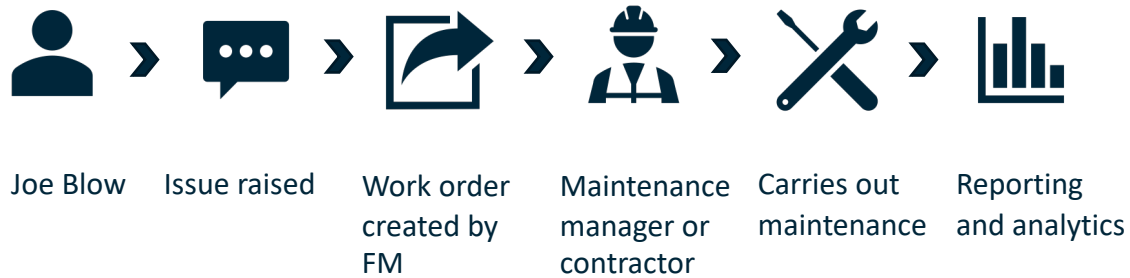 Joe Blow
Issue raised
Work order
created by
FM
Maintenance
manager or
contractor
Carries out
maintenance
Reporting
and analytics